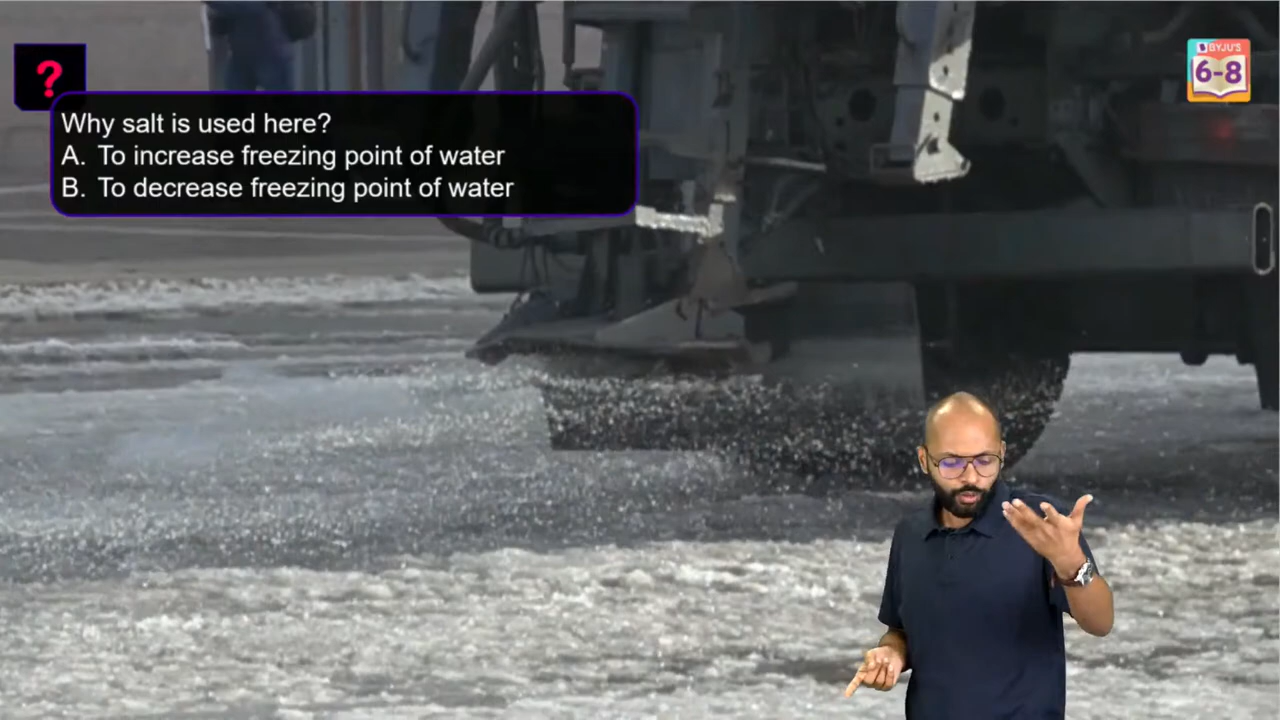 BYJU'S
6-8
?
Why salt is used here?
A. To increase freezing point of water
B. To decrease freezing point of water